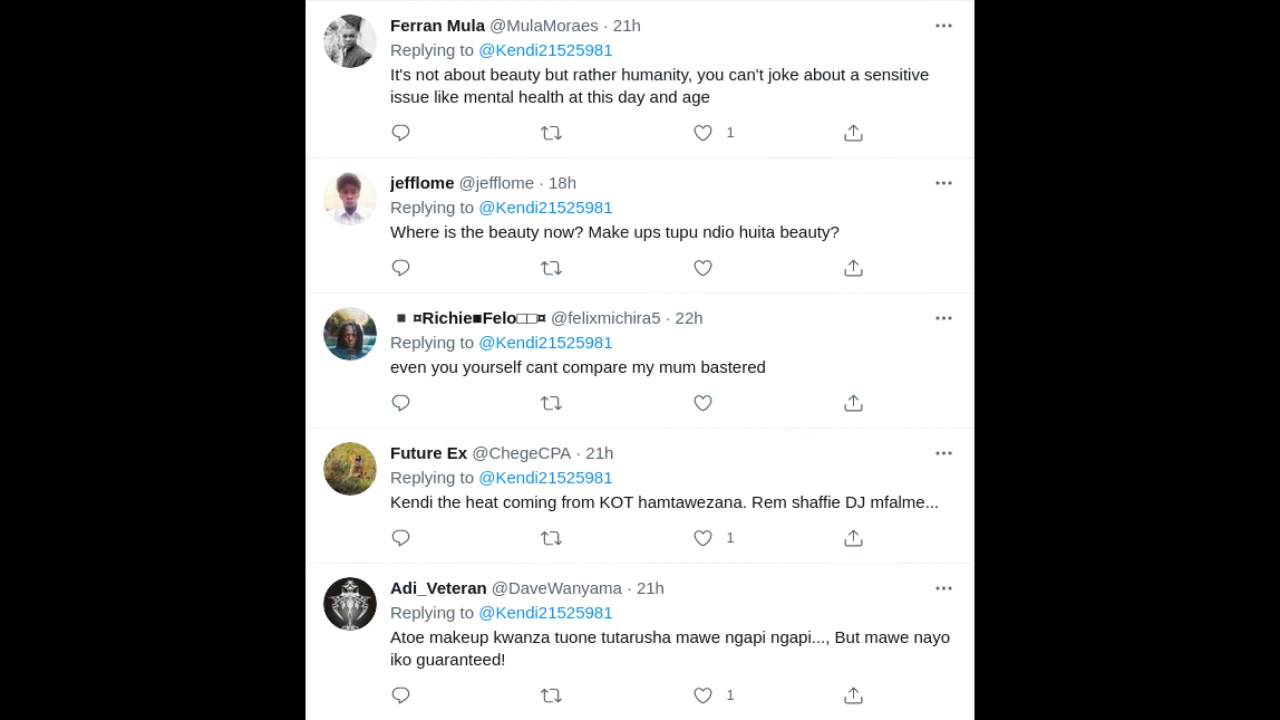 Ferran Mula @MulaMoraes · 21h
Replying to @Kendi21525981
It's not about beauty but rather humanity, you can't joke about a sensitive
issue like mental health at this day and age
1
jefflome @jefflome · 18h
Replying to @Kendi21525981
Where is the beauty now? Make ups tupu ndio huita beauty?
▪¤Richie■Felo□□¤ @felixmichira5 · 22h
Replying to @Kendi21525981
even you yourself cant compare my mum bastered
Future Ex @ChegeCPA · 21h
Replying to @Kendi21525981
Kendi the heat coming from KOT hamtawezana. Rem shaffie DJ mfalme...
1
Adi_Veteran @DaveWanyama · 21h
Replying to @Kendi21525981
Atoe makeup kwanza tuone tutarusha mawe ngapi ngapi..., But mawe nayo
iko guaranteed!
1